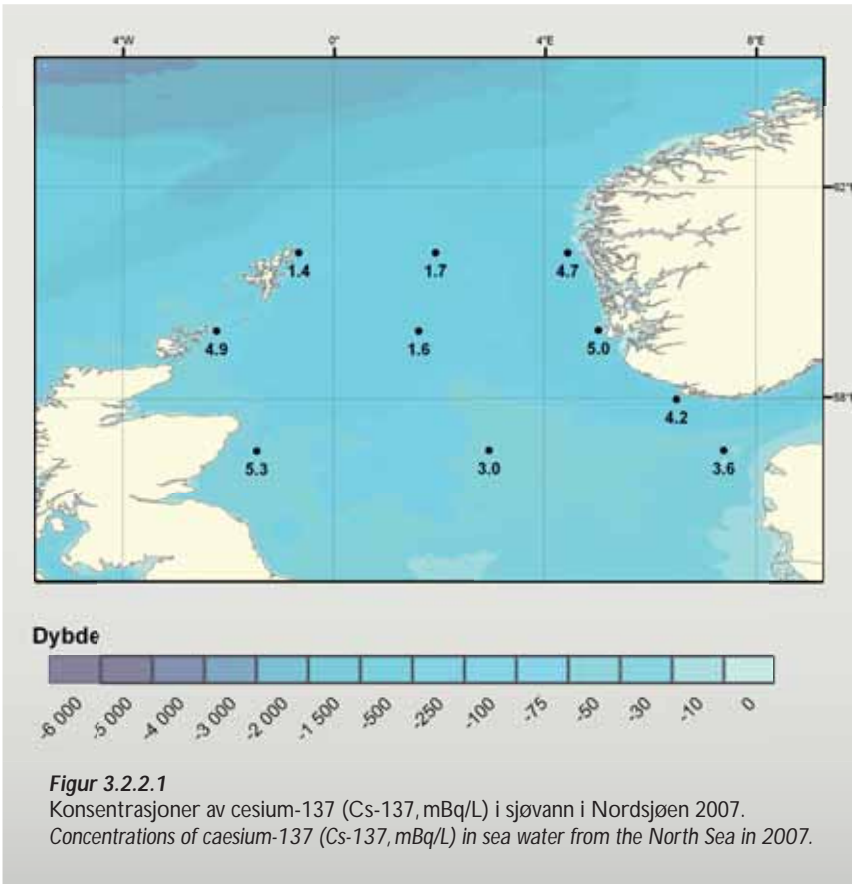 4°W 0° 4°E 8°E
62°N
1.4 1.7 4.7
4.9 1.6 5.0
58°N
4.2
5.3 3.0 3.6
Dybde
-6 000 -5 000 -4 000 -3 000 -2 000 -1 500 -500 -250 -100 -75 -50 -30 -10 0
Figur 3.2.2.1
Konsentrasjoner av cesium-137 (Cs-137, mBq/L) i sjøvann i Nordsjøen 2007.
Concentrations of caesium-137 (Cs-137, mBq/L) in sea water from the North Sea in 2007.